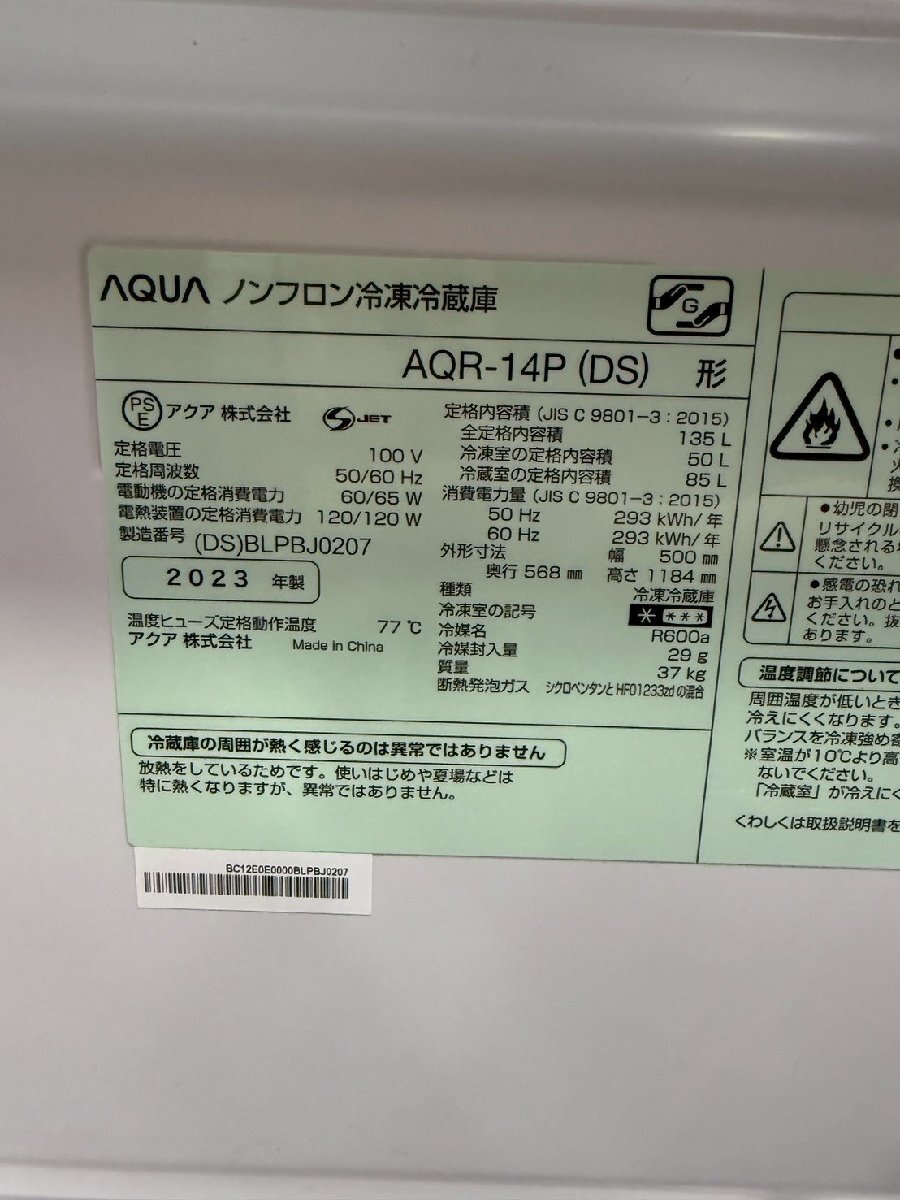 AQUA ノンフロン冷凍冷蔵庫
G
AQR-14P (DS) 形
PS
E
アクア 株式会社
S JET
定格電圧 100 V
定格周波数 50/60 Hz
電動機の定格消費電力 60/65 W
電熱装置の定格消費電力 120/120 W
製造番号 (DS)BLPBJ0207
2023 年製
温度ヒューズ定格動作温度 77 ℃
アクア 株式会社 Made in China
定格内容積 (JIS C 9801-3 : 2015)
全定格内容積 135 L
冷凍室の定格内容積 50 L
冷蔵室の定格内容積 85 L
消費電力量 (JIS C 9801-3 : 2015)
50 Hz 293 kWh/年
60 Hz 293 kWh/年
外形寸法 幅 500 mm
奥行 568 mm 高さ 1184 mm
種類 冷凍冷蔵庫
冷凍室の記号 * ***
冷媒名 R600a
冷媒封入量 29 g
質量 37 kg
断熱発泡ガス シクロペンタンとHFO1233zdの混合
冷蔵庫の周囲が熱く感じるのは異常ではありません
放熱をしているためです。使いはじめや夏場などは
特に熱くなりますが、異常ではありません。
●幼児の閉
リサイクル
懸念される
ください。
●感電の恐れ
お手入れのと
ください。抜
あります。
温度調節について
周囲温度が低いとき
冷えにくくなります。
バランスを冷凍強め
※室温が10℃より高
ないでください。
「冷蔵室」が冷えにく
くわしくは取扱説明書を
BC12E0E0000BLPBJ0207